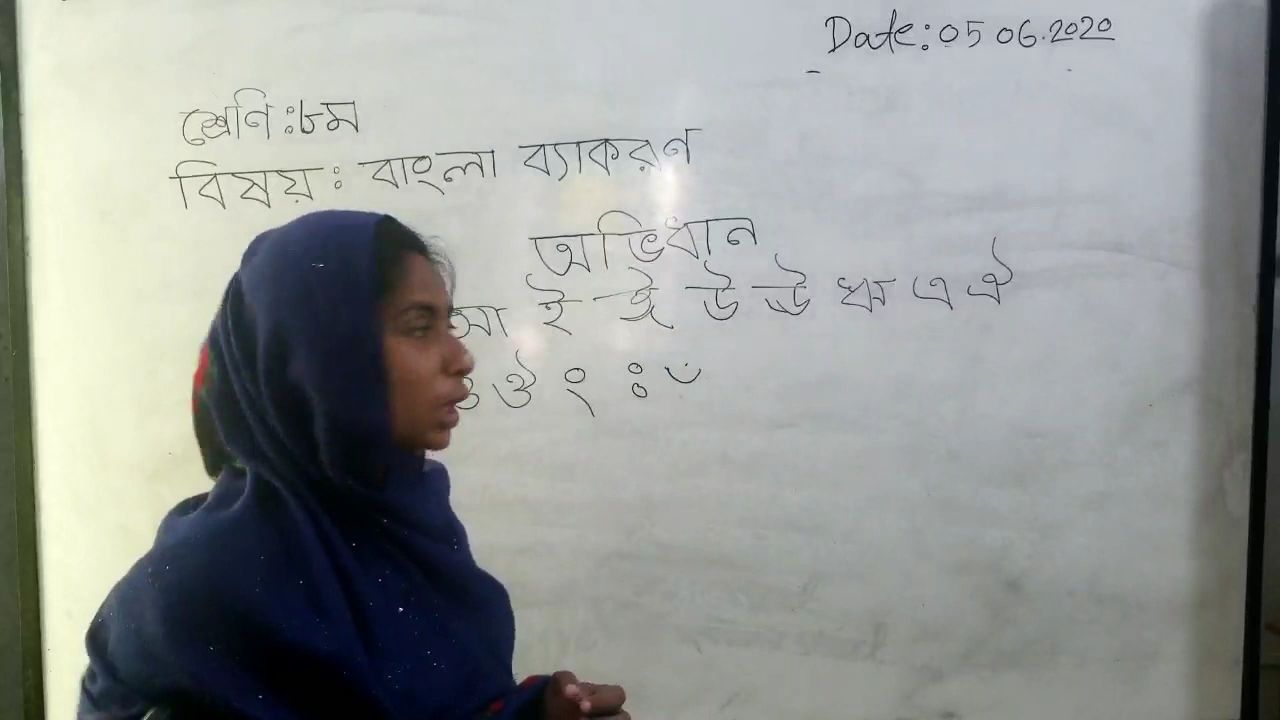 Date: 05 06.2020
শ্রেণি : ৮ম
বিষয় : বাংলা ব্যাকরণ
অভিধান
আ ই ঈ উ ঊ ঋ এ ঐ
ও ঔ ং ঃ ঁ